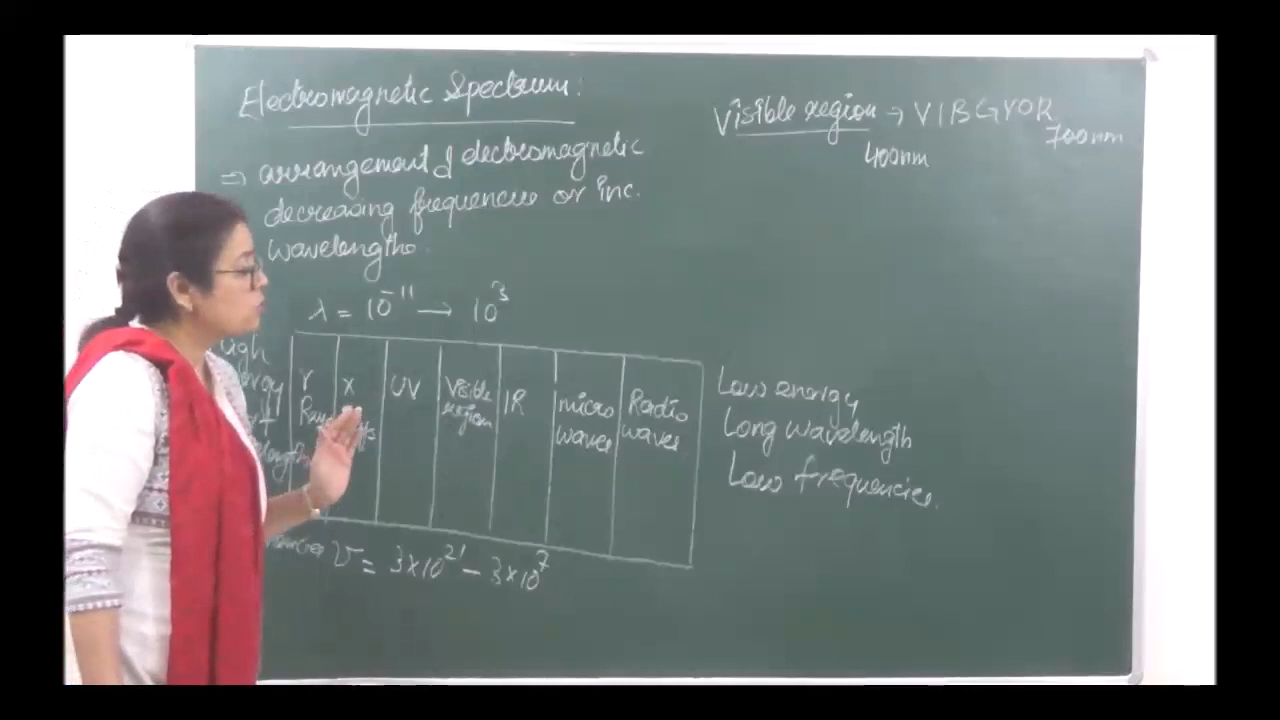 Electromagnetic Spectrum:
⇒ arrangement of electromagnetic
decreasing frequencies or inc.
wavelengths.
λ = 10⁻¹¹ → 10³
γ Rays
X
UV
Visible region
IR
micro waves
Radio waves
ν = 3×10²¹ – 3×10⁷
Visible region → VIBGYOR
400nm 700nm
Low energy
Long wavelength
Low frequencies.